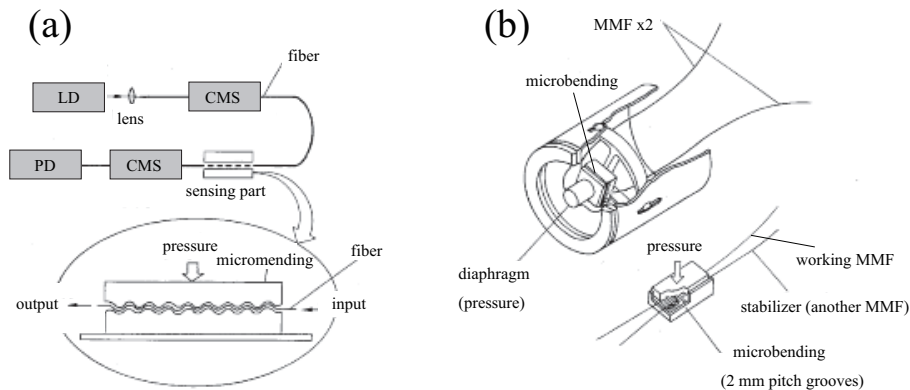 (a)
fiber
LD
CMS
lens
PD
CMS
sensing part
pressure
micromending
fiber
output
input
(b)
MMF x2
microbending
diaphragm
(pressure)
pressure
working MMF
stabilizer (another MMF)
microbending
(2 mm pitch grooves)